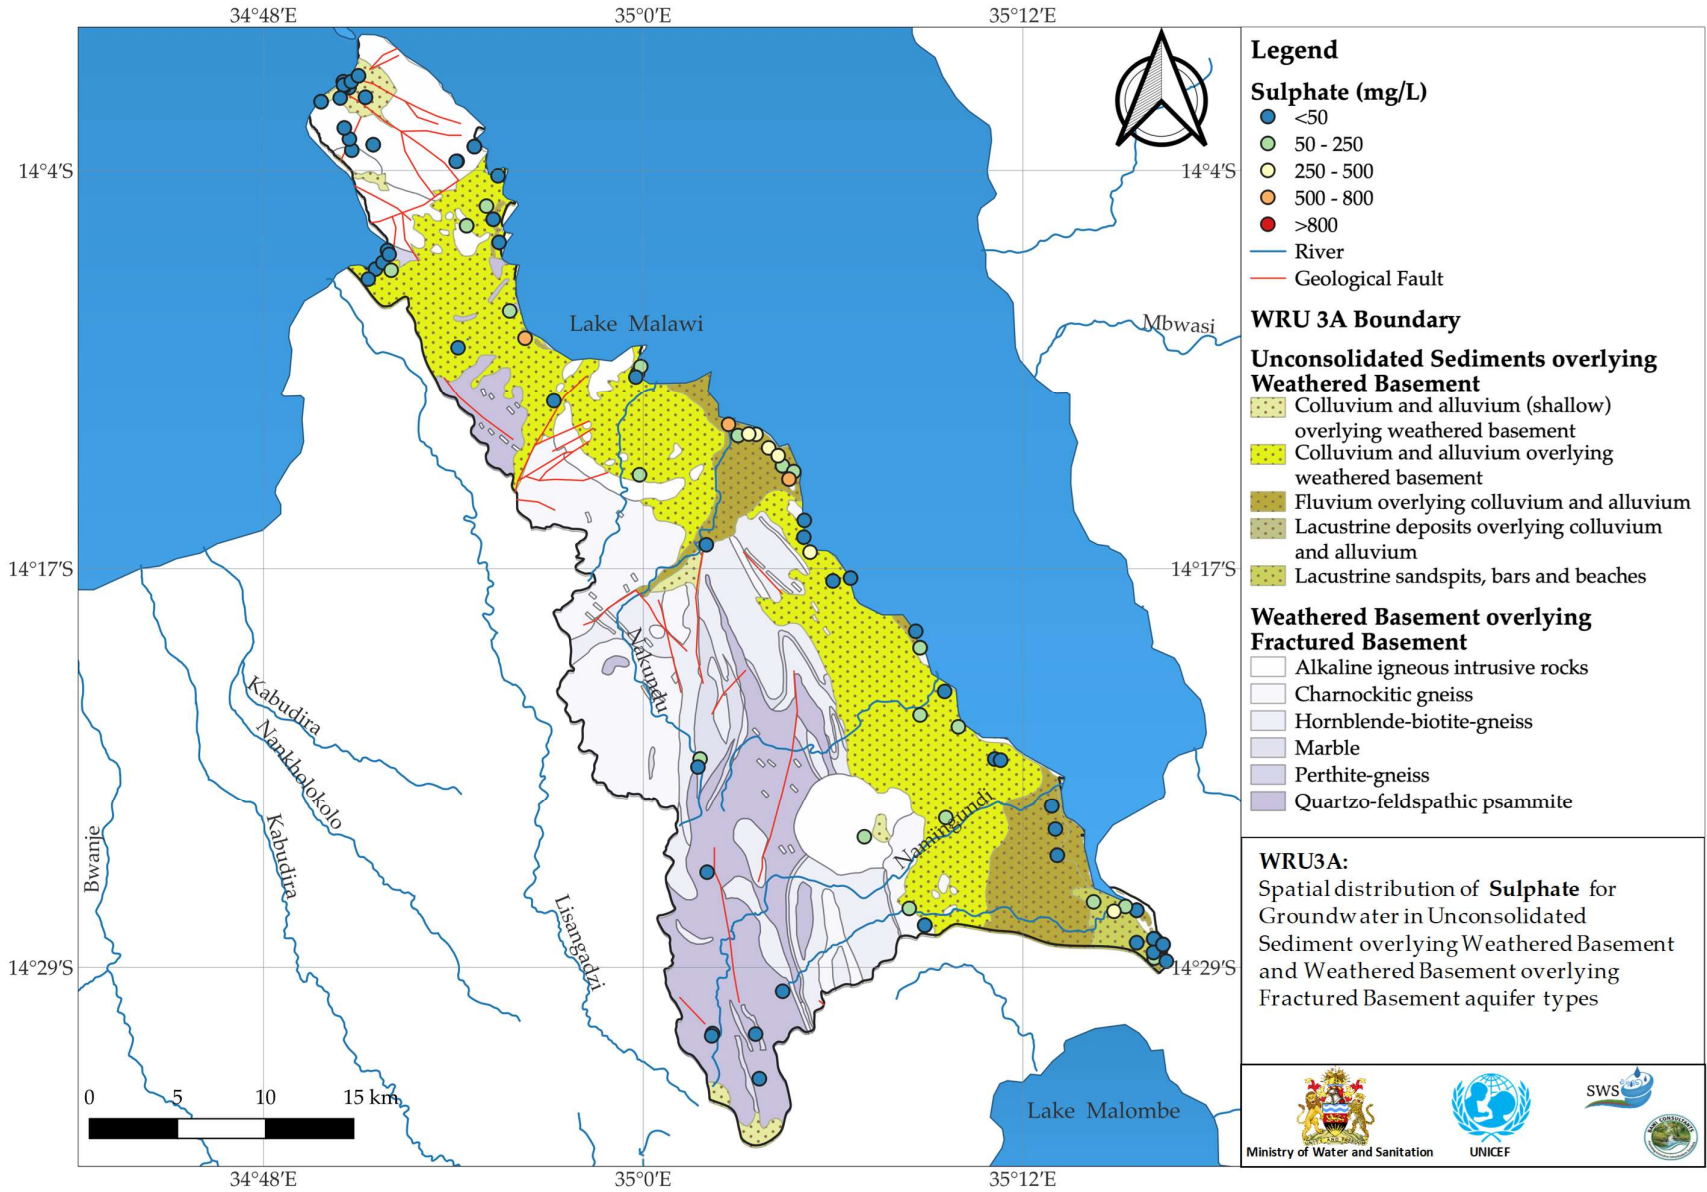 34°48'E 35°0'E 35°12'E
14°4'S 14°4'S
Lake Malawi
Mbwasi
14°17'S 14°17'S
Nakundu
Kabudira
Nankholokolo
Kabudira
Bwanje
Lisangadzi
Namingundi
14°29'S 14°29'S
0 5 10 15 km
Lake Malombe
34°48'E 35°0'E 35°12'E
Legend
Sulphate (mg/L)
<50
50 - 250
250 - 500
500 - 800
>800
River
Geological Fault
WRU 3A Boundary
Unconsolidated Sediments overlying
Weathered Basement
Colluvium and alluvium (shallow)
overlying weathered basement
Colluvium and alluvium overlying
weathered basement
Fluvium overlying colluvium and alluvium
Lacustrine deposits overlying colluvium
and alluvium
Lacustrine sandspits, bars and beaches
Weathered Basement overlying
Fractured Basement
Alkaline igneous intrusive rocks
Charnockitic gneiss
Hornblende-biotite-gneiss
Marble
Perthite-gneiss
Quartzo-feldspathic psammite
WRU3A:
Spatial distribution of Sulphate for
Groundwater in Unconsolidated
Sediment overlying Weathered Basement
and Weathered Basement overlying
Fractured Basement aquifer types
SWS
Ministry of Water and Sanitation
UNICEF